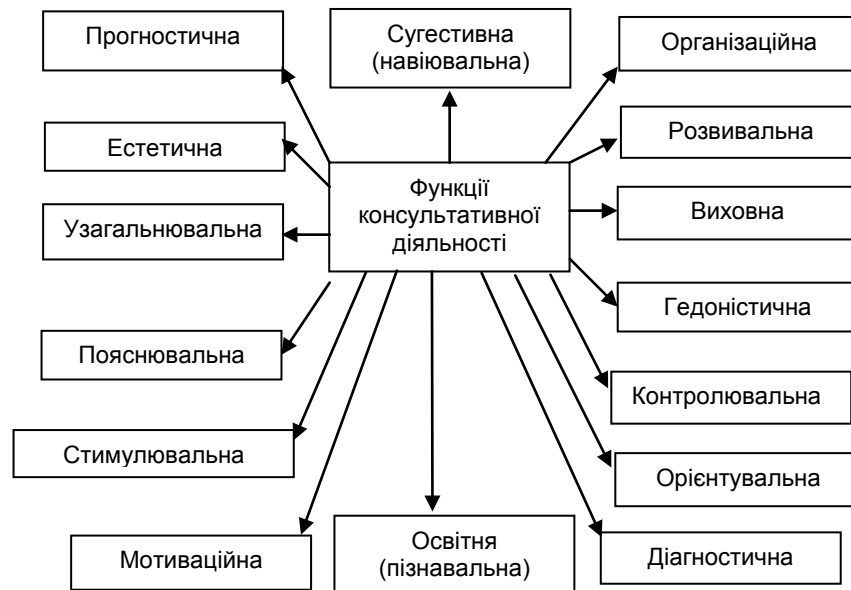 Прогностична
Сугестивна
(навіювальна)
Організаційна
Естетична
Розвивальна
Функції
консультативної
діяльності
Узагальнювальна
Виховна
Гедоністична
Пояснювальна
Контролювальна
Стимулювальна
Орієнтувальна
Мотиваційна
Освітня
(пізнавальна)
Діагностична